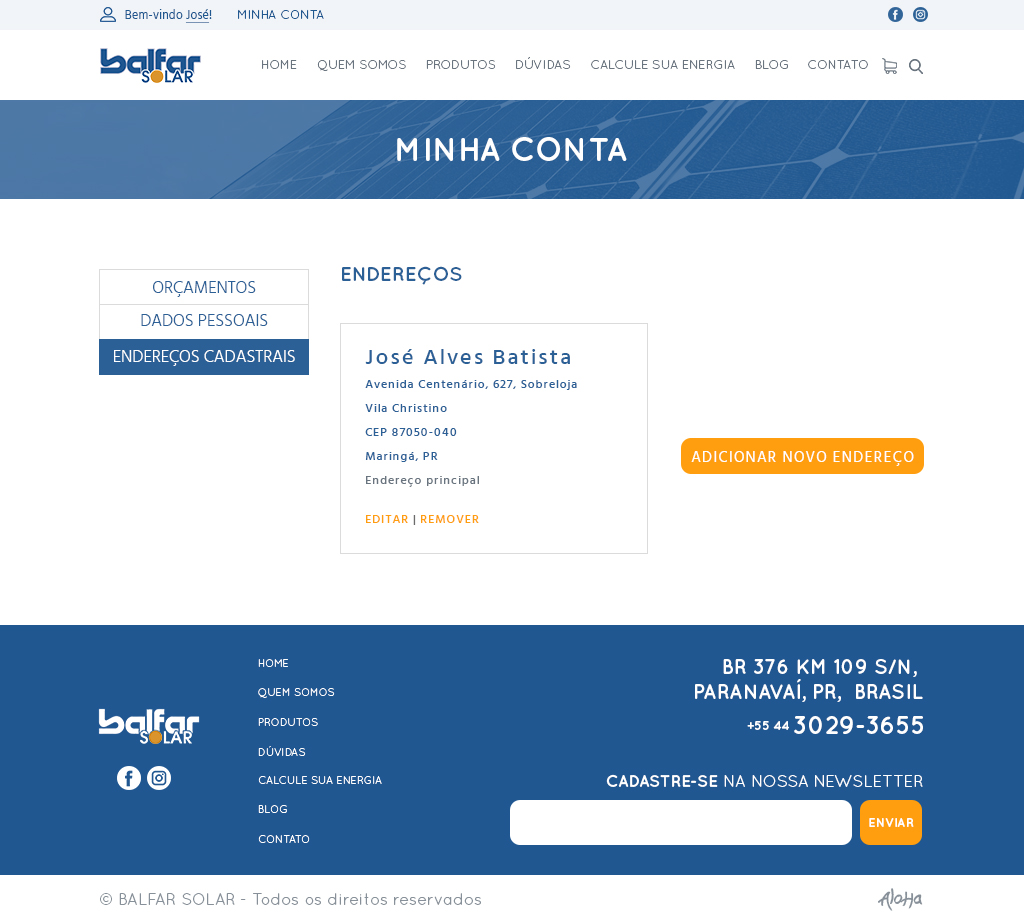 Bem-vindo José! MINHA CONTA
balfar SOLAR
HOME QUEM SOMOS PRODUTOS DÚVIDAS CALCULE SUA ENERGIA BLOG CONTATO
MINHA CONTA
ORÇAMENTOS
DADOS PESSOAIS
ENDEREÇOS CADASTRAIS
ENDEREÇOS
José Alves Batista
Avenida Centenário, 627, Sobreloja
Vila Christino
CEP 87050-040
Maringá, PR
Endereço principal
EDITAR | REMOVER
ADICIONAR NOVO ENDEREÇO
balfar SOLAR
HOME
QUEM SOMOS
PRODUTOS
DÚVIDAS
CALCULE SUA ENERGIA
BLOG
CONTATO
BR 376 KM 109 S/N,
PARANAVAÍ, PR, BRASIL
+55 44 3029-3655
CADASTRE-SE NA NOSSA NEWSLETTER
ENVIAR
© BALFAR SOLAR - Todos os direitos reservados
Aloha